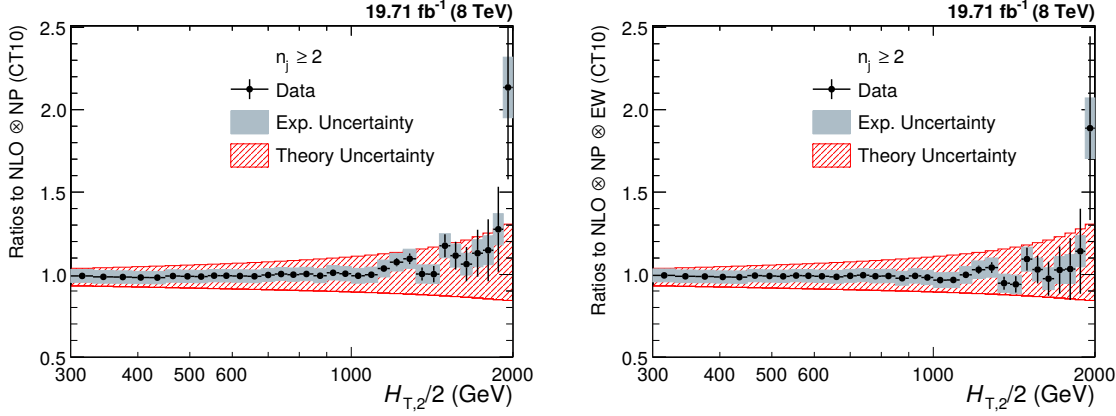 19.71 fb⁻¹ (8 TeV)
Ratios to NLO ⊗ NP (CT10)
2.5
2.0
1.5
1.0
0.5
n_j ≥ 2
Data
Exp. Uncertainty
Theory Uncertainty
300 400 500 600 1000 2000
H_T,2/2 (GeV)
19.71 fb⁻¹ (8 TeV)
Ratios to NLO ⊗ NP ⊗ EW (CT10)
2.5
2.0
1.5
1.0
0.5
n_j ≥ 2
Data
Exp. Uncertainty
Theory Uncertainty
300 400 500 600 1000 2000
H_T,2/2 (GeV)